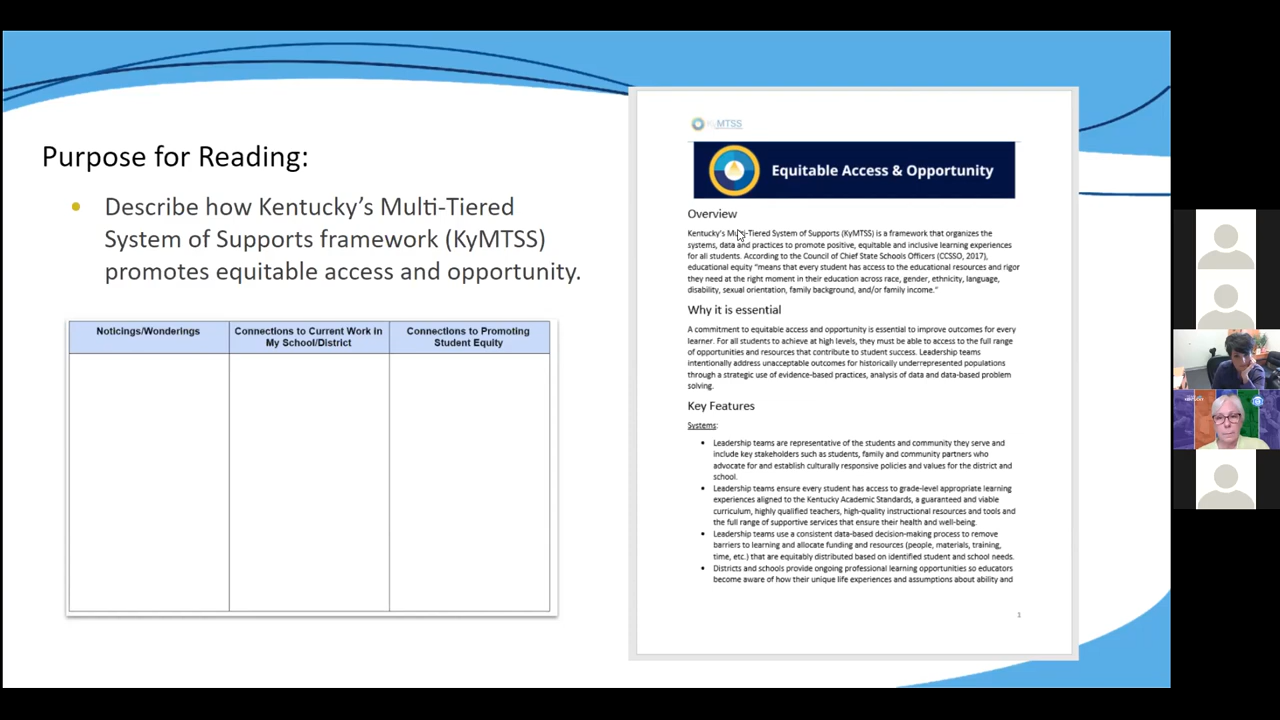 Purpose for Reading:
Describe how Kentucky's Multi-Tiered
System of Supports framework (KyMTSS)
promotes equitable access and opportunity.
Noticings/Wonderings
Connections to Current Work in
My School/District
Connections to Promoting
Student Equity
KyMTSS
Equitable Access & Opportunity
Overview
Kentucky's Multi-Tiered System of Supports (KyMTSS) is a framework that organizes the
systems, data and practices to promote positive, equitable and inclusive learning experiences
for all students. According to the Council of Chief State Schools Officers (CCSSO, 2017),
educational equity "means that every student has access to the educational resources and rigor
they need at the right moment in their education across race, gender, ethnicity, language,
disability, sexual orientation, family background, and/or family income."
Why it is essential
A commitment to equitable access and opportunity is essential to improve outcomes for every
learner. For all students to achieve at high levels, they must be able to access to the full range
of opportunities and resources that contribute to student success. Leadership teams
intentionally address unacceptable outcomes for historically underrepresented populations
through a strategic use of evidence-based practices, analysis of data and data-based problem
solving.
Key Features
Systems:
Leadership teams are representative of the students and community they serve and
include key stakeholders such as students, family and community partners who
advocate for and establish culturally responsive policies and values for the district and
school.
Leadership teams ensure every student has access to grade-level appropriate learning
experiences aligned to the Kentucky Academic Standards, a guaranteed and viable
curriculum, highly qualified teachers, high-quality instructional resources and tools and
the full range of supportive services that ensure their health and well-being.
Leadership teams use a consistent data-based decision-making process to remove
barriers to learning and allocate funding and resources (people, materials, training,
time, etc.) that are equitably distributed based on identified student and school needs.
Districts and schools provide ongoing professional learning opportunities so educators
become aware of how their unique life experiences and assumptions about ability and